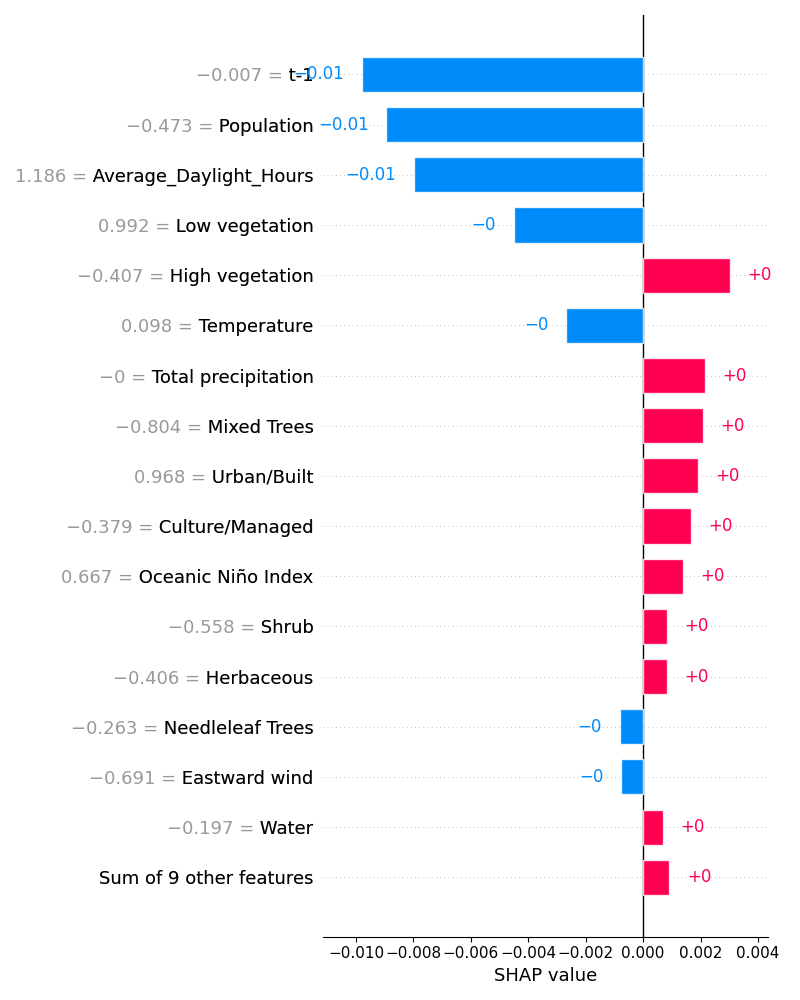 −0.007 = t-1 −0.01
−0.473 = Population −0.01
1.186 = Average_Daylight_Hours −0.01
0.992 = Low vegetation −0
−0.407 = High vegetation +0
0.098 = Temperature −0
−0 = Total precipitation +0
−0.804 = Mixed Trees +0
0.968 = Urban/Built +0
−0.379 = Culture/Managed +0
0.667 = Oceanic Niño Index +0
−0.558 = Shrub +0
−0.406 = Herbaceous +0
−0.263 = Needleleaf Trees −0
−0.691 = Eastward wind −0
−0.197 = Water +0
Sum of 9 other features +0
−0.010 −0.008 −0.006 −0.004 −0.002 0.000 0.002 0.004
SHAP value